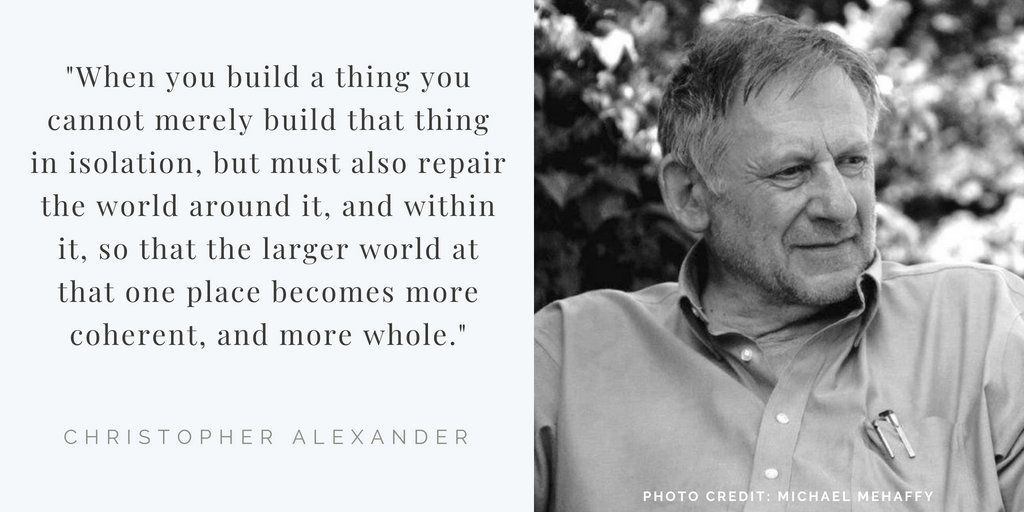 "When you build a thing you
cannot merely build that thing
in isolation, but must also repair
the world around it, and within
it, so that the larger world at
that one place becomes more
coherent, and more whole."
CHRISTOPHER ALEXANDER
PHOTO CREDIT: MICHAEL MEHAFFY